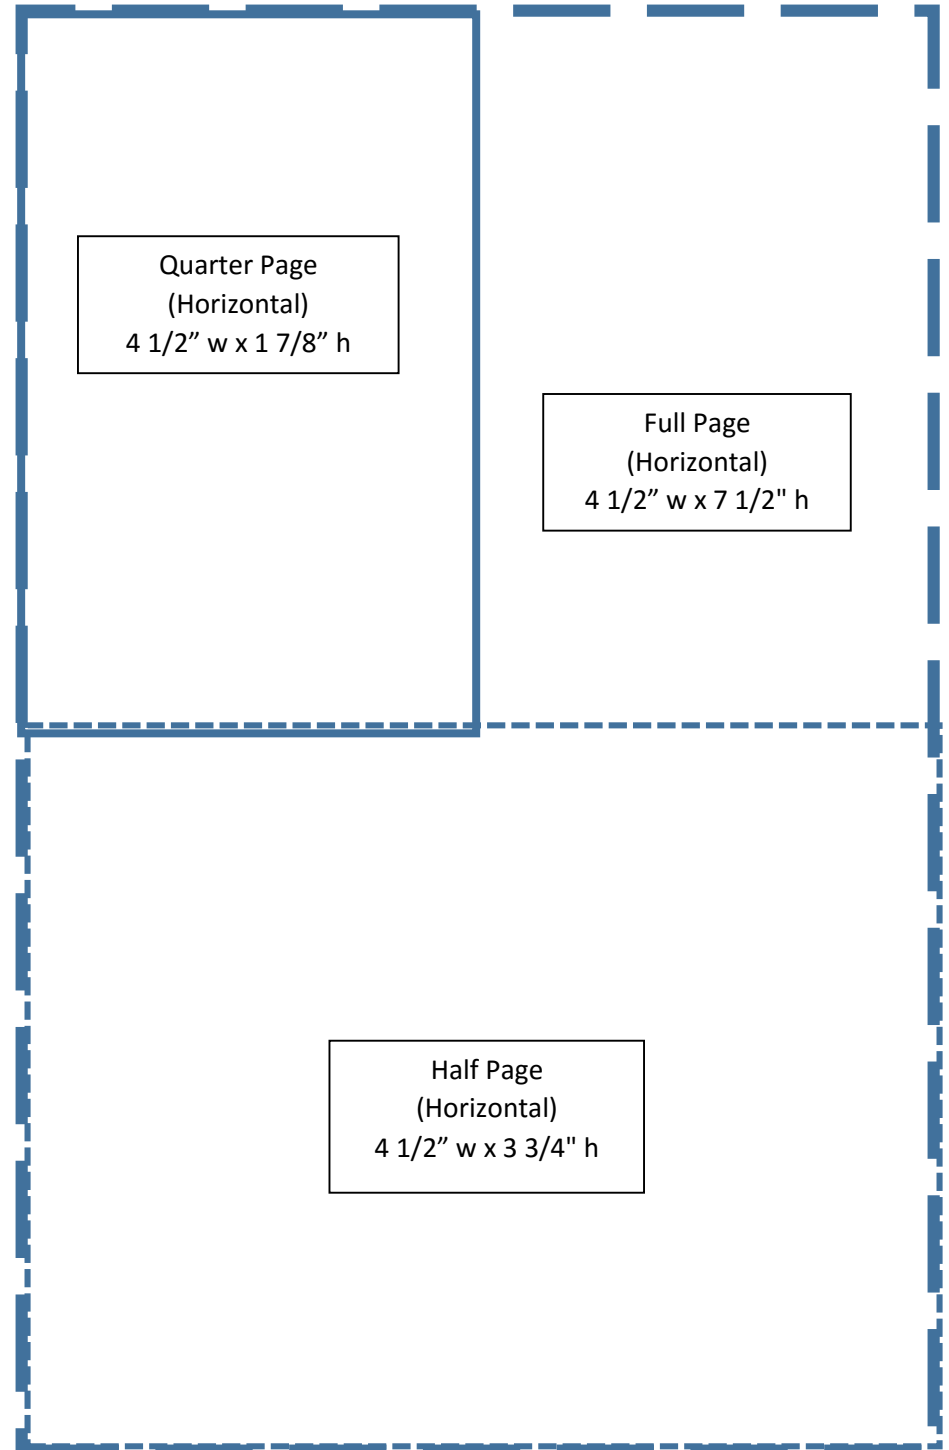 Quarter Page
(Horizontal)
4 1/2” w x 1 7/8” h
Full Page
(Horizontal)
4 1/2” w x 7 1/2" h
Half Page
(Horizontal)
4 1/2” w x 3 3/4" h